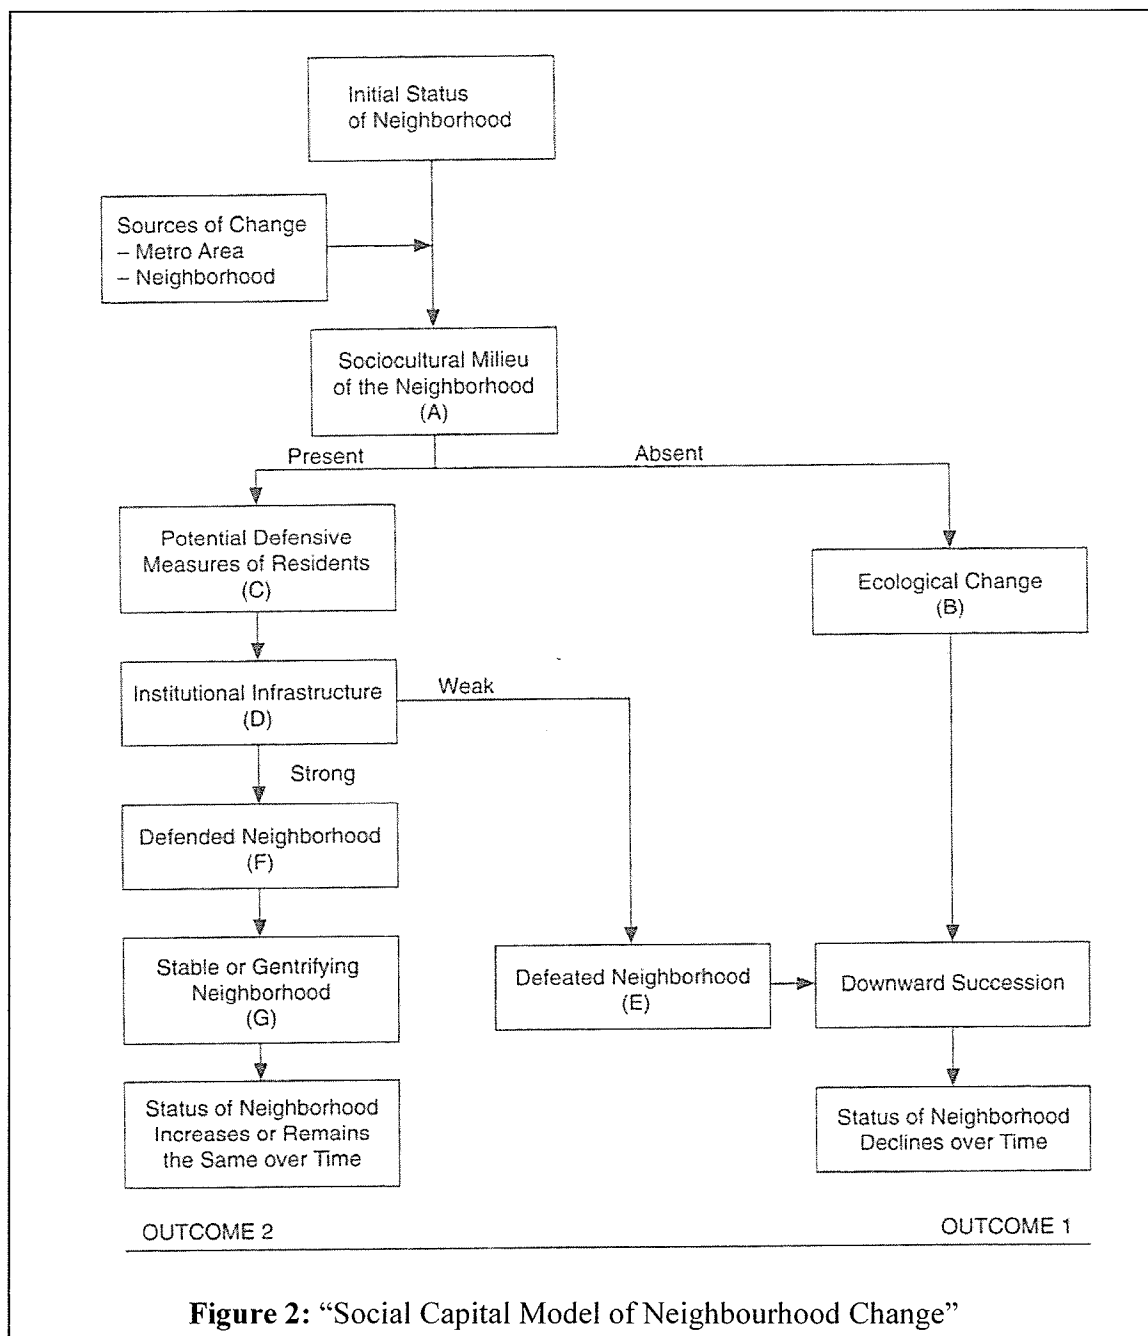 Initial Status
of Neighborhood
Sources of Change
– Metro Area
– Neighborhood
Sociocultural Milieu
of the Neighborhood
(A)
Present
Absent
Potential Defensive
Measures of Residents
(C)
Ecological Change
(B)
Institutional Infrastructure
(D)
Weak
Strong
Defended Neighborhood
(F)
Stable or Gentrifying
Neighborhood
(G)
Defeated Neighborhood
(E)
Downward Succession
Status of Neighborhood
Increases or Remains
the Same over Time
Status of Neighborhood
Declines over Time
OUTCOME 2
OUTCOME 1
Figure 2: “Social Capital Model of Neighbourhood Change”